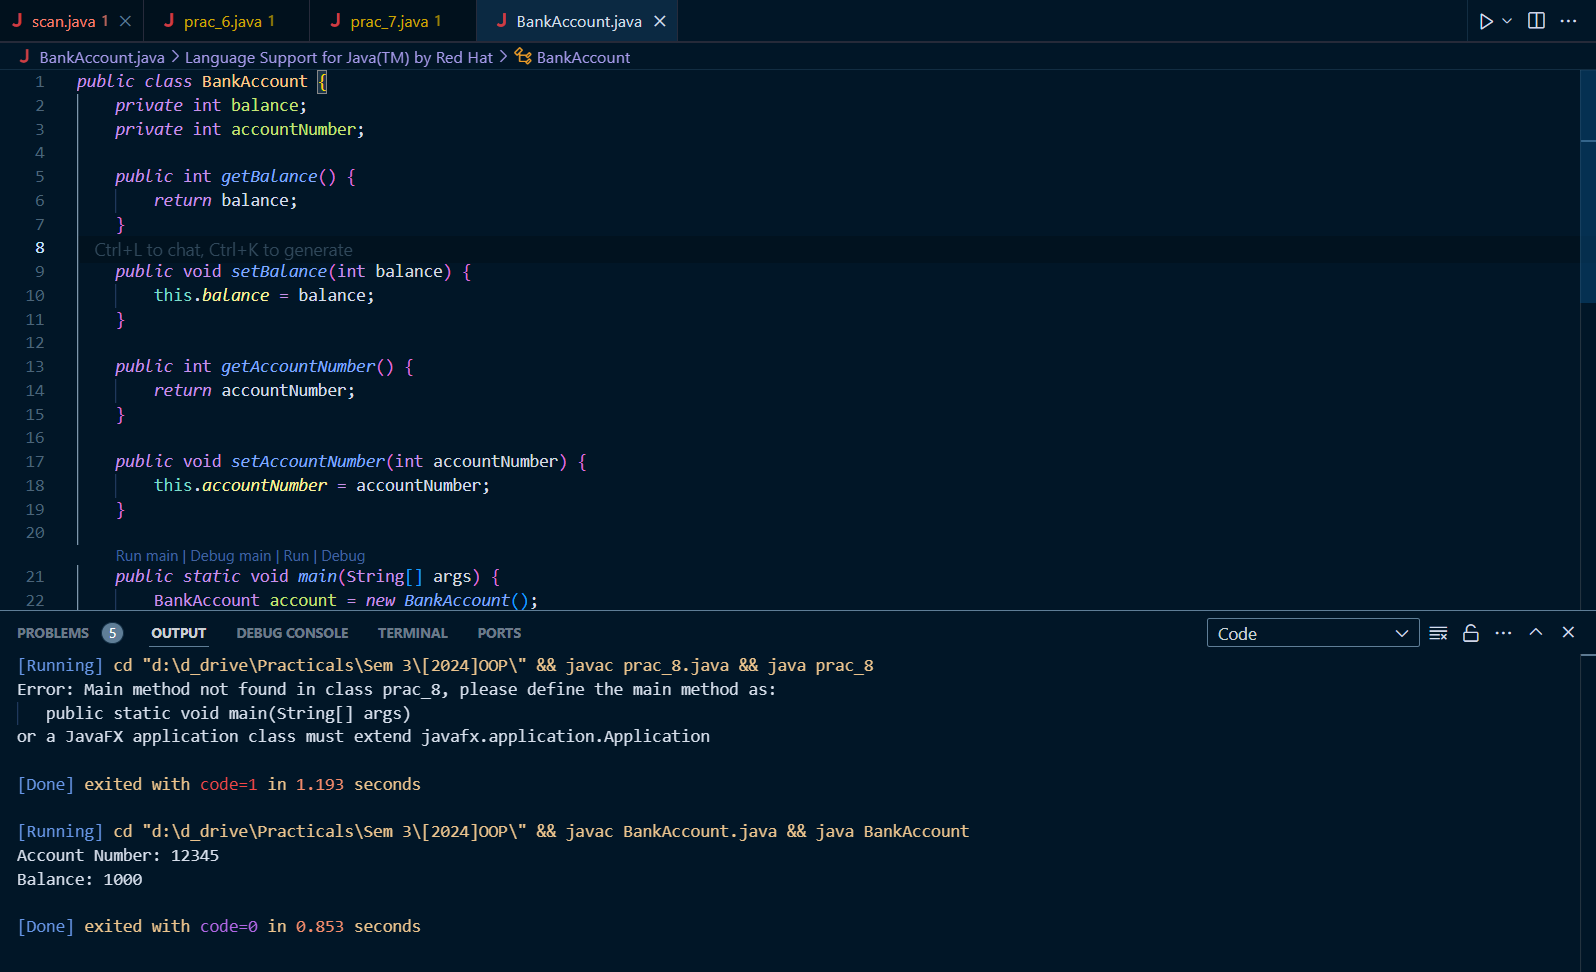 J scan.java 1 ×
J prac_6.java 1
J prac_7.java 1
J BankAccount.java ×
J BankAccount.java > Language Support for Java(TM) by Red Hat > BankAccount
1 public class BankAccount {
2 private int balance;
3 private int accountNumber;
4
5 public int getBalance() {
6 return balance;
7 }
8 Ctrl+L to chat, Ctrl+K to generate
9 public void setBalance(int balance) {
10 this.balance = balance;
11 }
12
13 public int getAccountNumber() {
14 return accountNumber;
15 }
16
17 public void setAccountNumber(int accountNumber) {
18 this.accountNumber = accountNumber;
19 }
20
Run main | Debug main | Run | Debug
21 public static void main(String[] args) {
22 BankAccount account = new BankAccount();
PROBLEMS 5 OUTPUT DEBUG CONSOLE TERMINAL PORTS Code
[Running] cd "d:\d_drive\Practicals\Sem 3\[2024]OOP\" && javac prac_8.java && java prac_8
Error: Main method not found in class prac_8, please define the main method as:
public static void main(String[] args)
or a JavaFX application class must extend javafx.application.Application
[Done] exited with code=1 in 1.193 seconds
[Running] cd "d:\d_drive\Practicals\Sem 3\[2024]OOP\" && javac BankAccount.java && java BankAccount
Account Number: 12345
Balance: 1000
[Done] exited with code=0 in 0.853 seconds